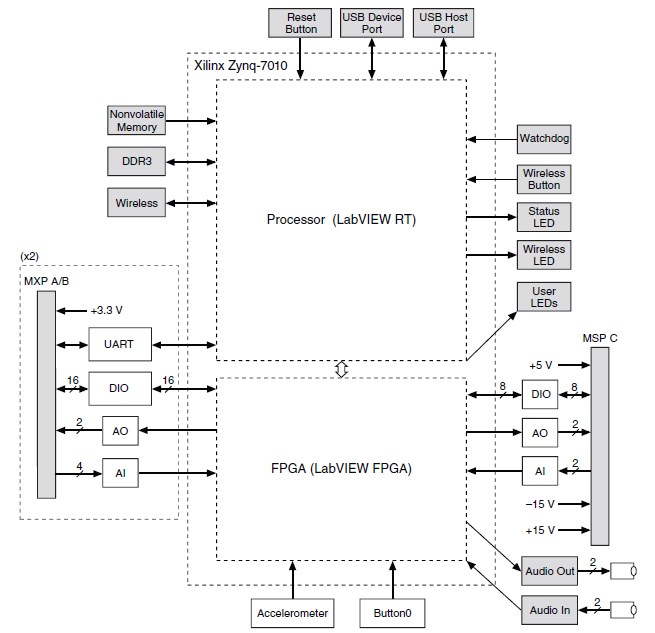 Reset
Button
USB Device
Port
USB Host
Port
Xilinx Zynq-7010
Nonvolatile
Memory
DDR3
Wireless
Processor (LabVIEW RT)
Watchdog
Wireless
Button
Status
LED
Wireless
LED
User
LEDs
(x2)
MXP A/B
+3.3 V
UART
16
DIO
16
2
AO
4
AI
FPGA (LabVIEW FPGA)
MSP C
+5 V
8
DIO
8
AO
2
AI
2
–15 V
+15 V
Audio Out
2
Audio In
2
Accelerometer
Button0